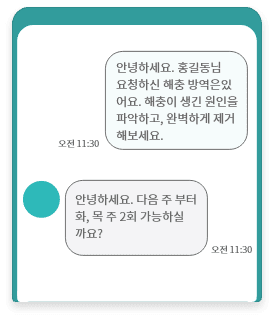 안녕하세요. 홍길동님
요청하신 해충 방역은있
어요. 해충이 생긴 원인을
파악하고, 완벽하게 제거
해보세요.
오전 11:30
안녕하세요. 다음 주 부터
화, 목 주 2회 가능하실
까요?
오전 11:30